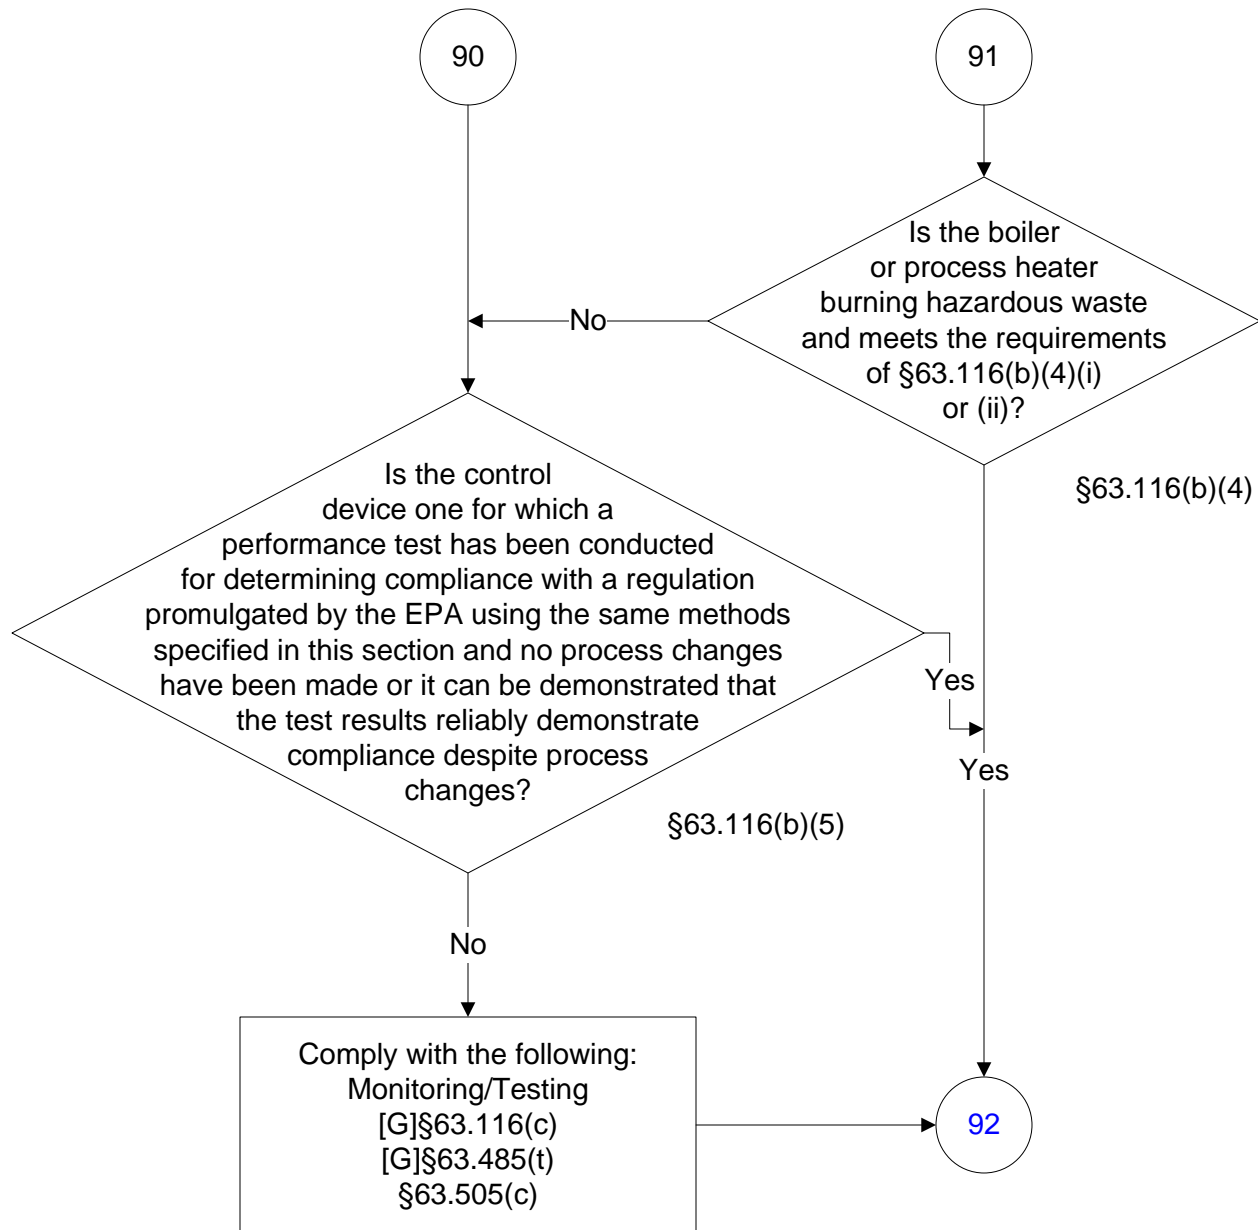 90
91
Is the boiler
or process heater
burning hazardous waste
and meets the requirements
of §63.116(b)(4)(i)
or (ii)?
No
§63.116(b)(4)
Is the control
device one for which a
performance test has been conducted
for determining compliance with a regulation
promulgated by the EPA using the same methods
specified in this section and no process changes
have been made or it can be demonstrated that
the test results reliably demonstrate
compliance despite process
changes?
Yes
Yes
§63.116(b)(5)
No
Comply with the following:
Monitoring/Testing
[G]§63.116(c)
[G]§63.485(t)
§63.505(c)
92